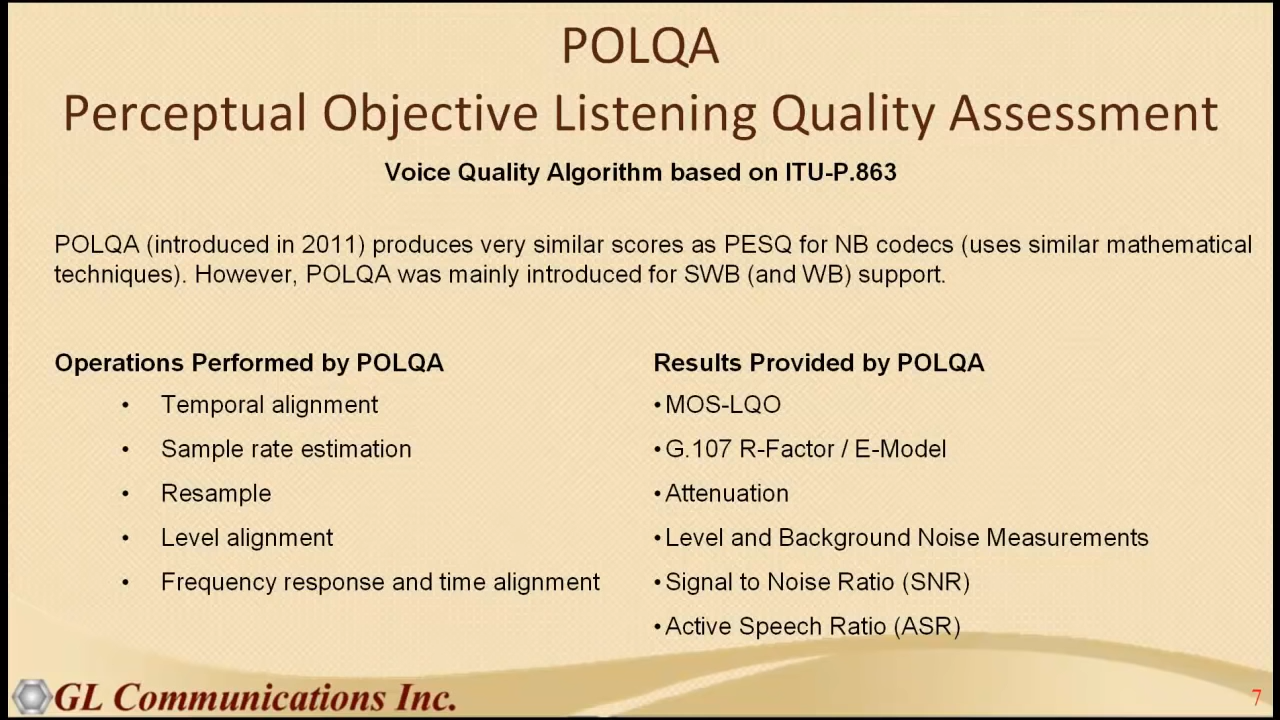 POLQA
Perceptual Objective Listening Quality Assessment
Voice Quality Algorithm based on ITU-P.863
POLQA (introduced in 2011) produces very similar scores as PESQ for NB codecs (uses similar mathematical
techniques). However, POLQA was mainly introduced for SWB (and WB) support.
Operations Performed by POLQA
• Temporal alignment
• Sample rate estimation
• Resample
• Level alignment
• Frequency response and time alignment
Results Provided by POLQA
• MOS-LQO
• G.107 R-Factor / E-Model
• Attenuation
• Level and Background Noise Measurements
• Signal to Noise Ratio (SNR)
• Active Speech Ratio (ASR)
GL Communications Inc.
7